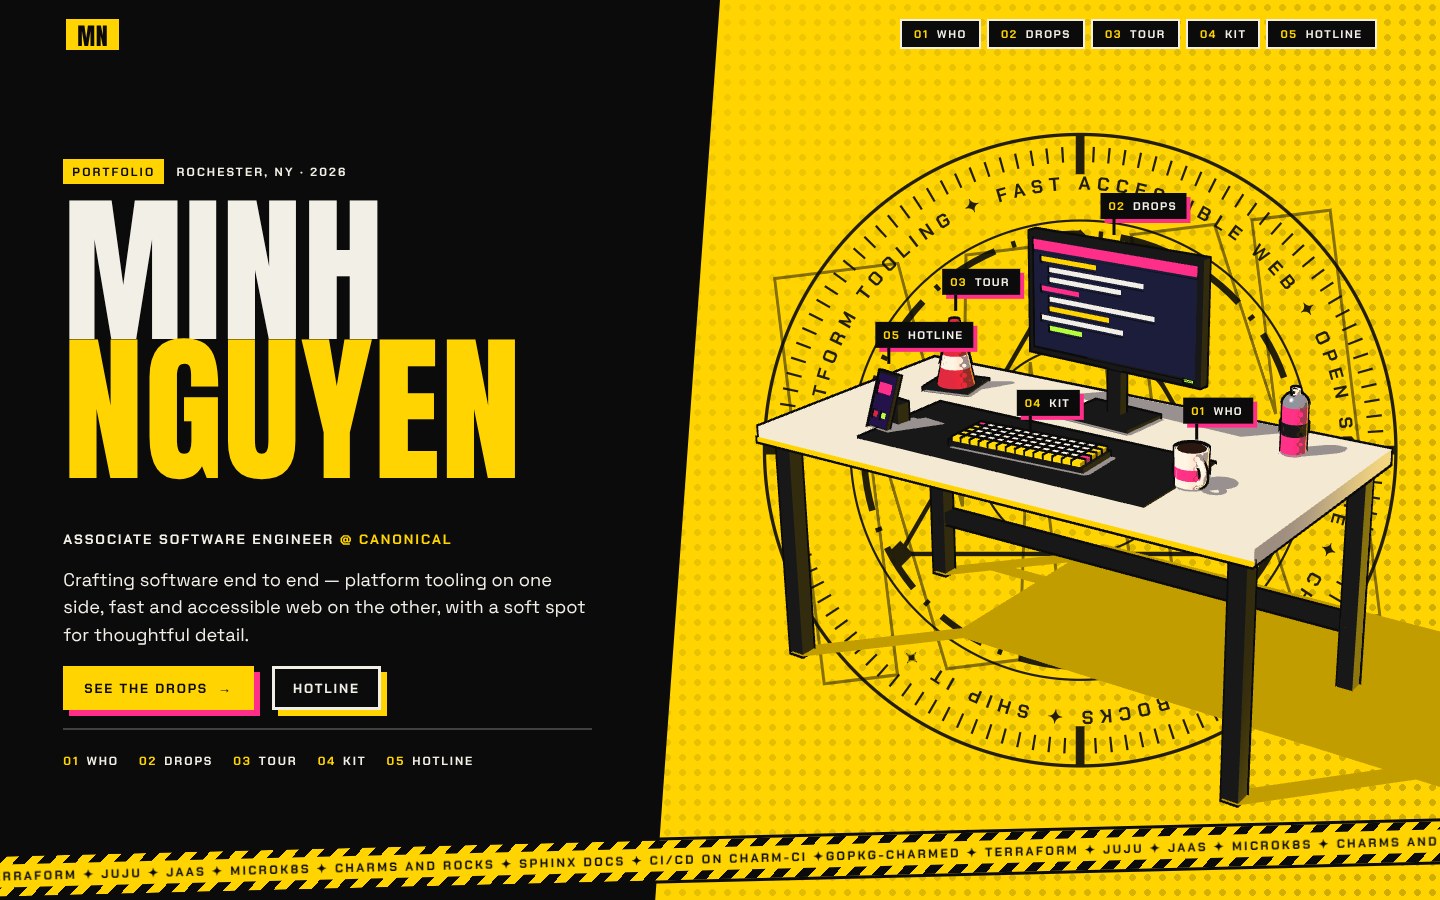 MN
01 WHO
02 DROPS
03 TOUR
04 KIT
05 HOTLINE
PORTFOLIO
ROCHESTER, NY · 2026
MINH
NGUYEN
ASSOCIATE SOFTWARE ENGINEER @ CANONICAL
Crafting software end to end — platform tooling on one
side, fast and accessible web on the other, with a soft spot
for thoughtful detail.
SEE THE DROPS →
HOTLINE
01 WHO 02 DROPS 03 TOUR 04 KIT 05 HOTLINE
TOOLING ✦ FAST
WEB ✦ OPEN
ROCKS ✦ SHIP IT ✦
02 DROPS
03 TOUR
05 HOTLINE
04 KIT
01 WHO
✦ JUJU ✦ JAAS ✦ MICROK8S ✦ CHARMS AND ROCKS ✦ SPHINX DOCS ✦ CI/CD ON CHARM-CI ✦GOPKG-CHARMED ✦ TERRAFORM ✦ JUJU ✦ JAAS ✦ MICROK8S ✦ CHARMS AND